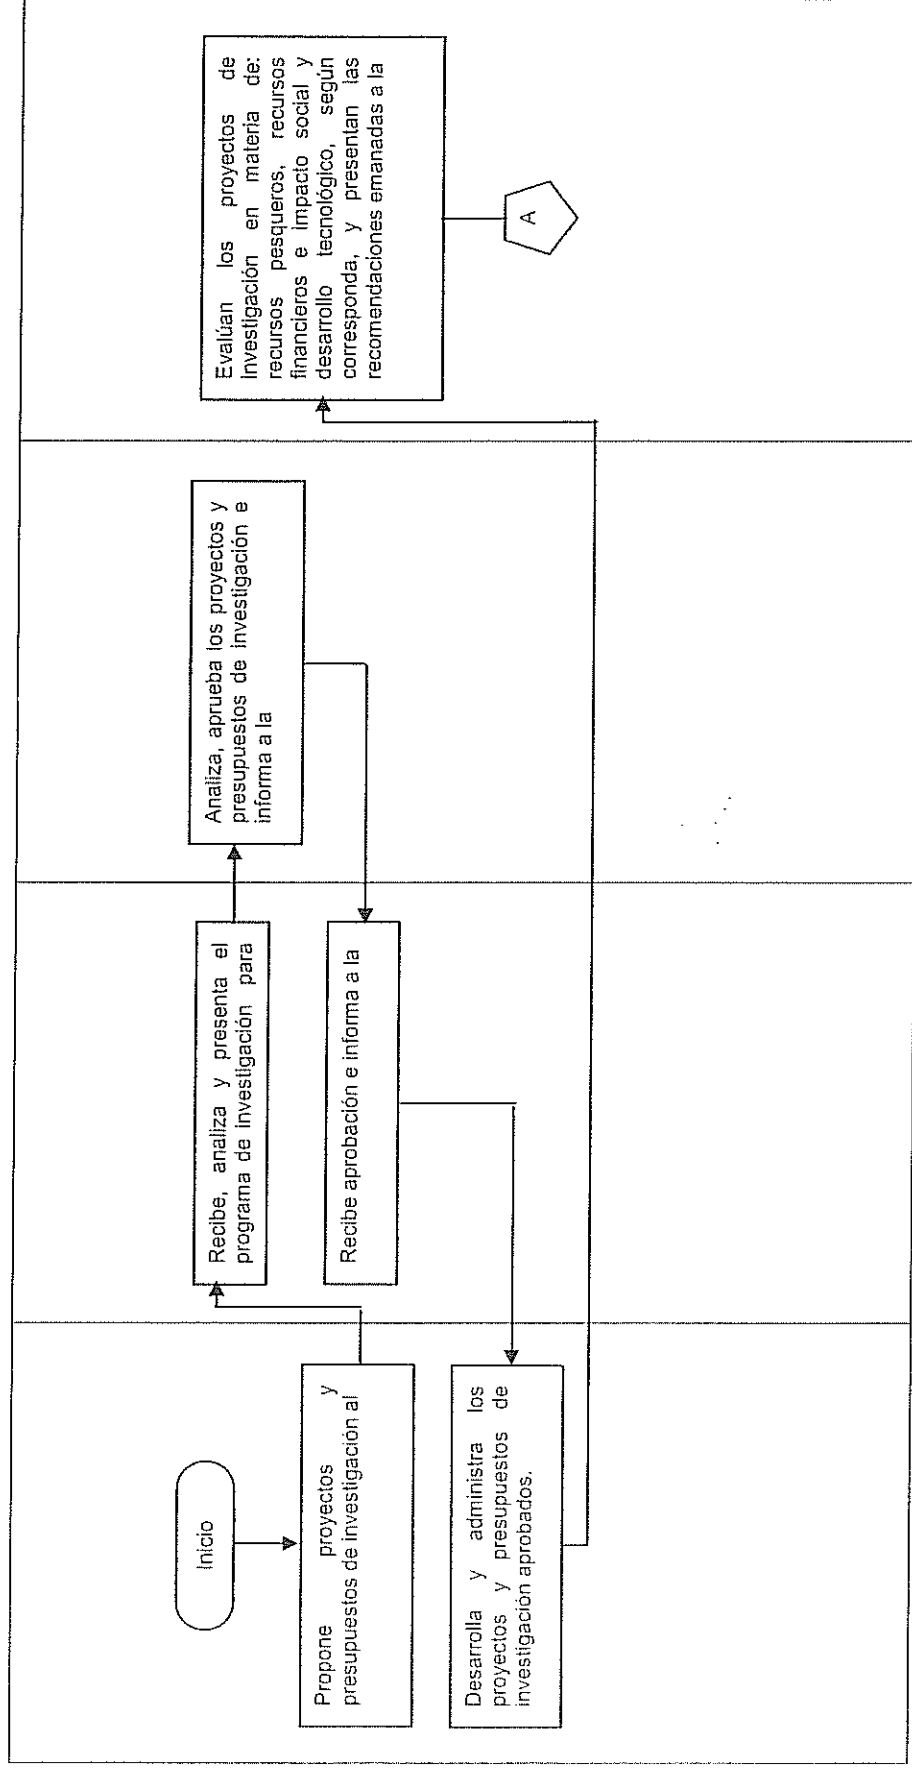 Inicio
Propone proyectos y
presupuestos de investigación al
Recibe, analiza y presenta el
programa de investigación para
Analiza, aprueba los proyectos y
presupuestos de investigación e
informa a la
Recibe aprobación e informa a la
Desarrolla y administra los
proyectos y presupuestos de
investigación aprobados.
Evalúan los proyectos de
Investigación en materia de:
recursos pesqueros, recursos
financieros e impacto social y
desarrollo tecnológico, según
corresponda, y presentan las
recomendaciones emanadas a la
A